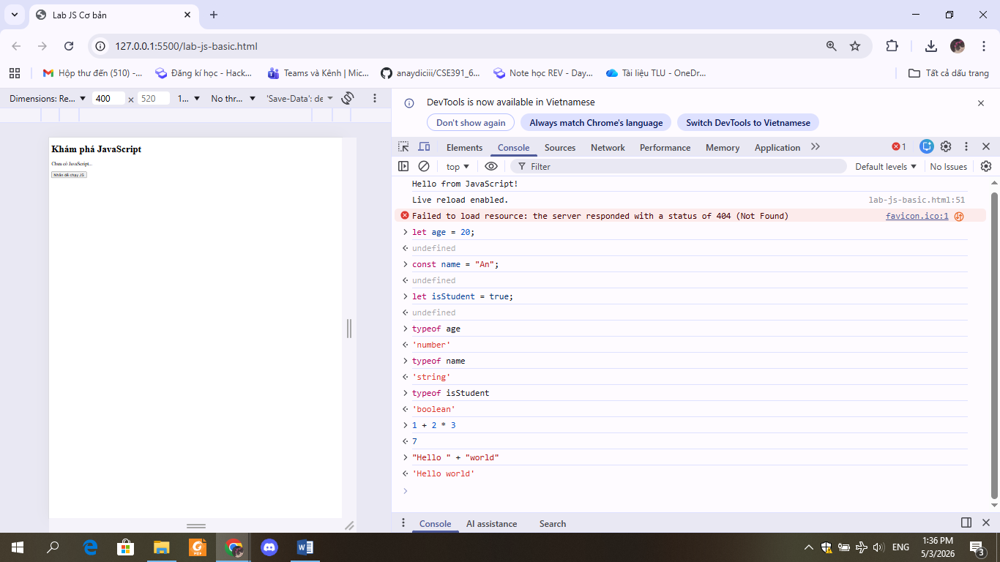 Lab JS Cơ bản
127.0.0.1:5500/lab-js-basic.html
Hộp thư đến (510) -... Đăng kí học - Hack... Teams và Kênh | Mic... anaydiciii/CSE391_6... Note học REV - Day... Tài liệu TLU - OneDr... Tất cả dấu trang
Dimensions: Re... 400 × 520 1... No thr... 'Save-Data': de
Khám phá JavaScript
Chưa có JavaScript...
Nhấn để chạy JS
DevTools is now available in Vietnamese
Don't show again Always match Chrome's language Switch DevTools to Vietnamese
Elements Console Sources Network Performance Memory Application 1
top Filter Default levels No Issues
Hello from JavaScript!
Live reload enabled. lab-js-basic.html:51
Failed to load resource: the server responded with a status of 404 (Not Found) favicon.ico:1
let age = 20;
undefined
const name = "An";
undefined
let isStudent = true;
undefined
typeof age
'number'
typeof name
'string'
typeof isStudent
'boolean'
1 + 2 * 3
7
"Hello " + "world"
'Hello world'
Console AI assistance Search
ENG
1:36 PM
5/3/2026
3